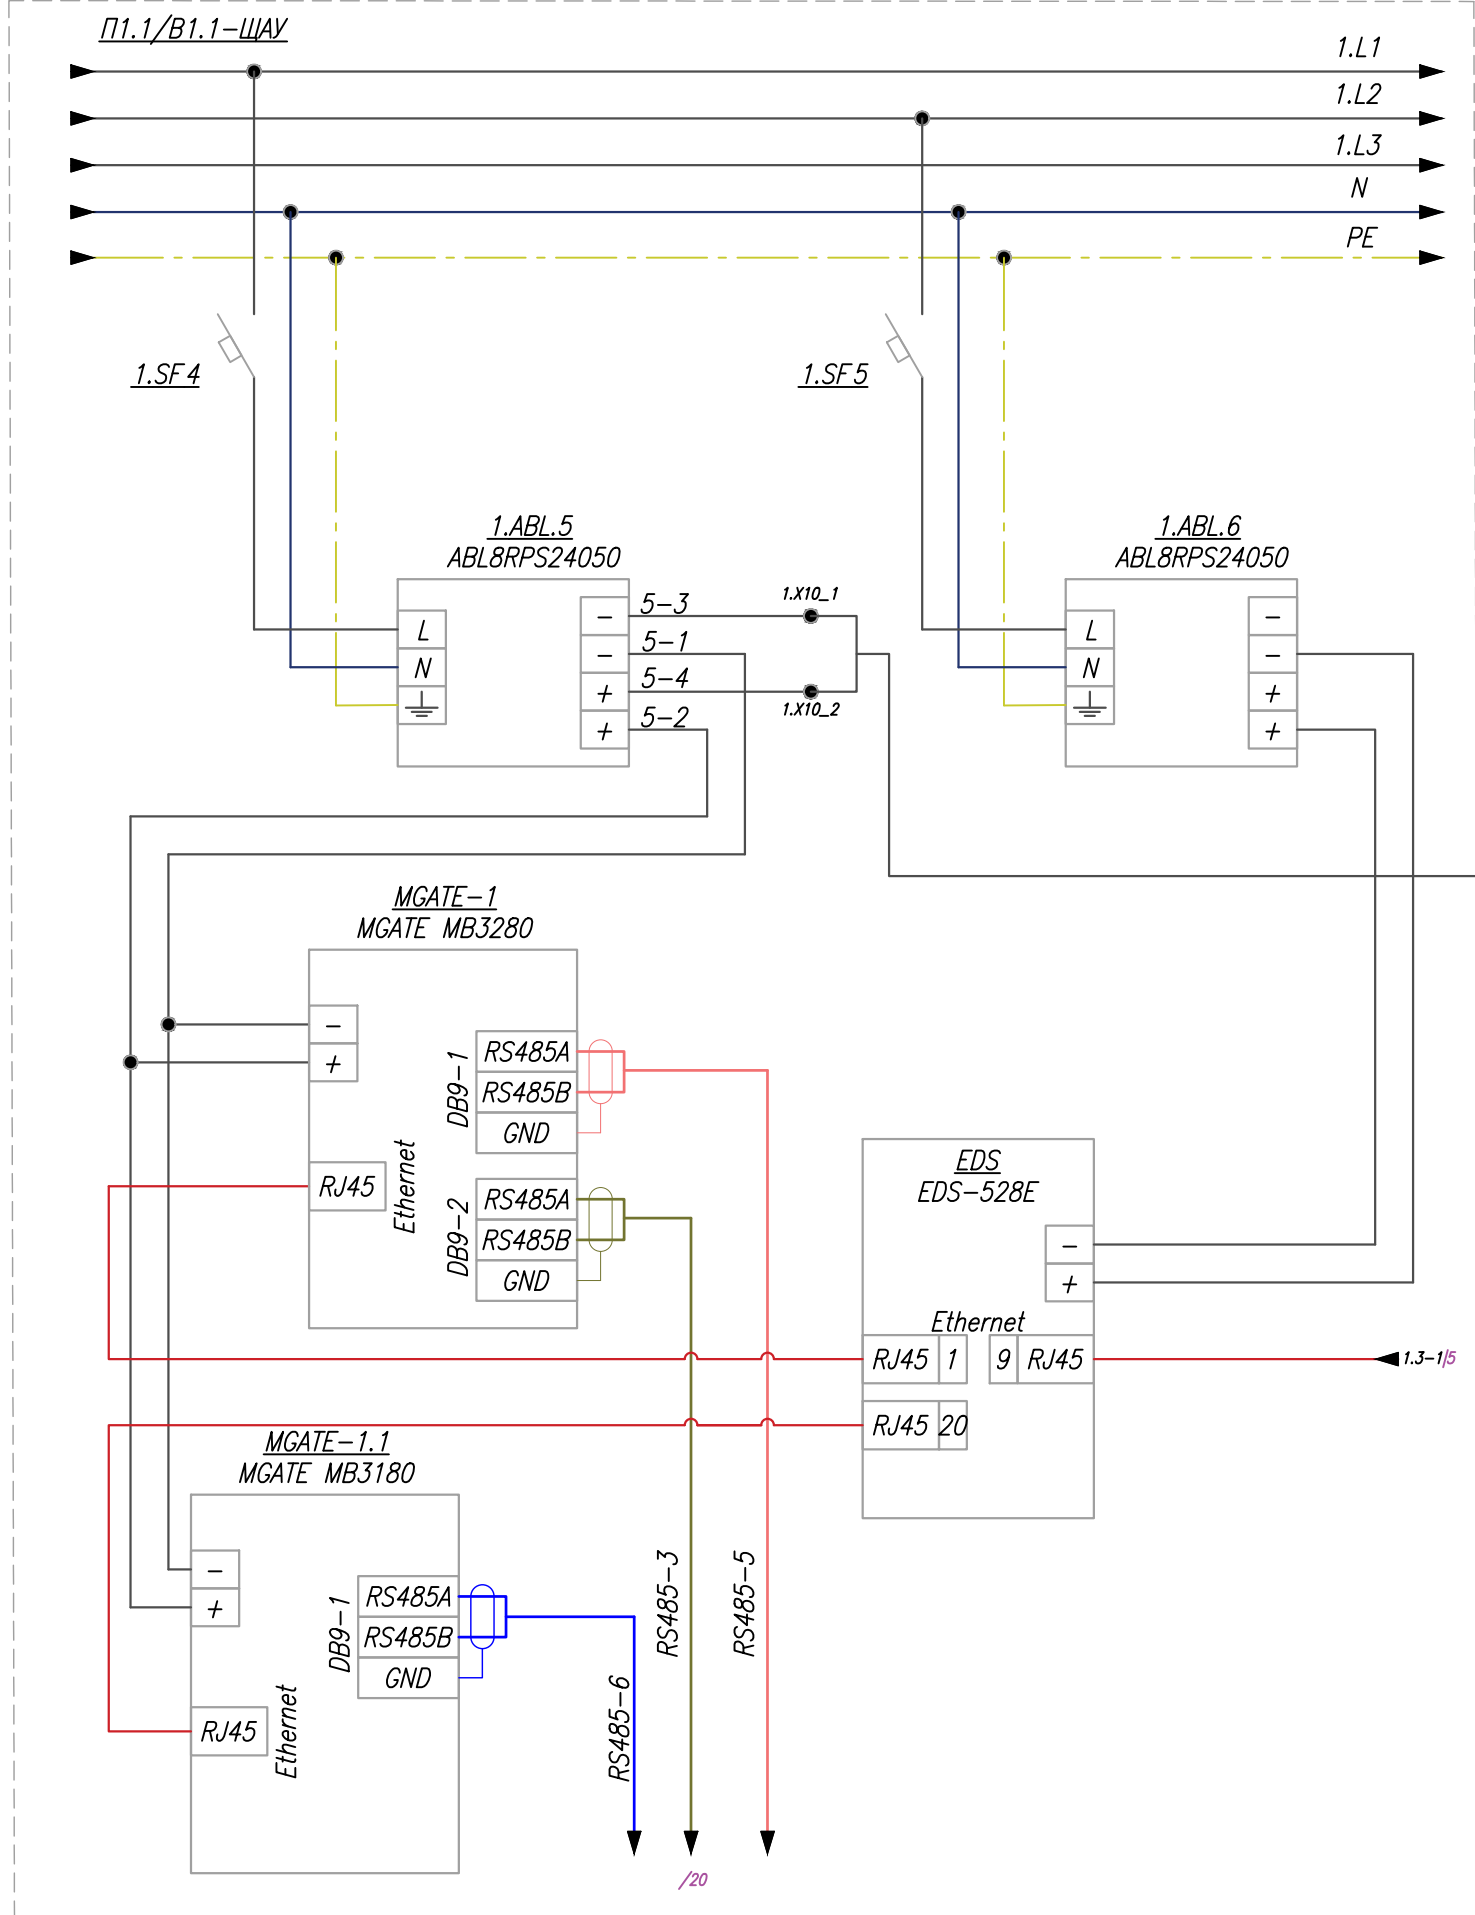 П1.1/В1.1-ЩАУ
1.L1
1.L2
1.L3
N
PE
1.SF4
1.SF5
1.ABL.5
ABL8RPS24050
1.ABL.6
ABL8RPS24050
L
N
-
-
+
+
5-3
5-1
5-4
5-2
1.X10_1
1.X10_2
L
N
-
-
+
+
MGATE-1
MGATE MB3280
-
+
DB9-1
RS485A
RS485B
GND
RJ45
Ethernet
DB9-2
RS485A
RS485B
GND
EDS
EDS-528E
-
+
Ethernet
RJ45 1
9 RJ45
1.3-1/5
RJ45 20
MGATE-1.1
MGATE MB3180
-
+
DB9-1
RS485A
RS485B
GND
RJ45
Ethernet
RS485-6
RS485-3
RS485-5
/20